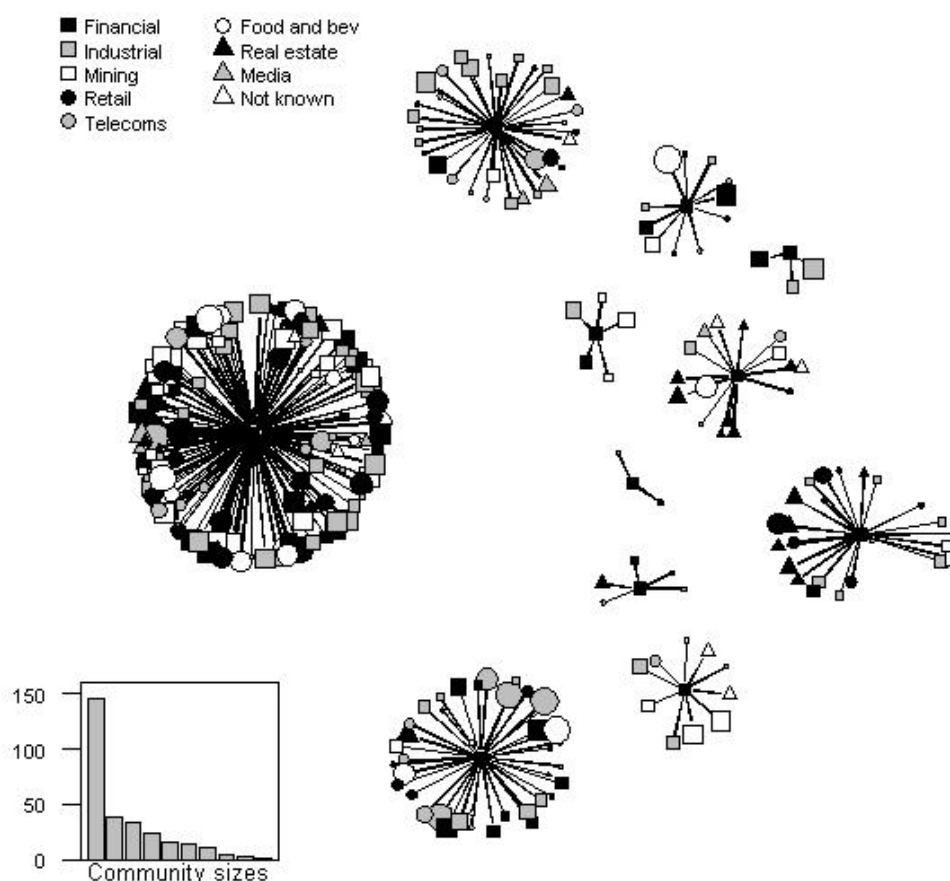 Financial
Industrial
Mining
Retail
Telecoms
Food and bev
Real estate
Media
Not known
150
100
50
0
Community sizes